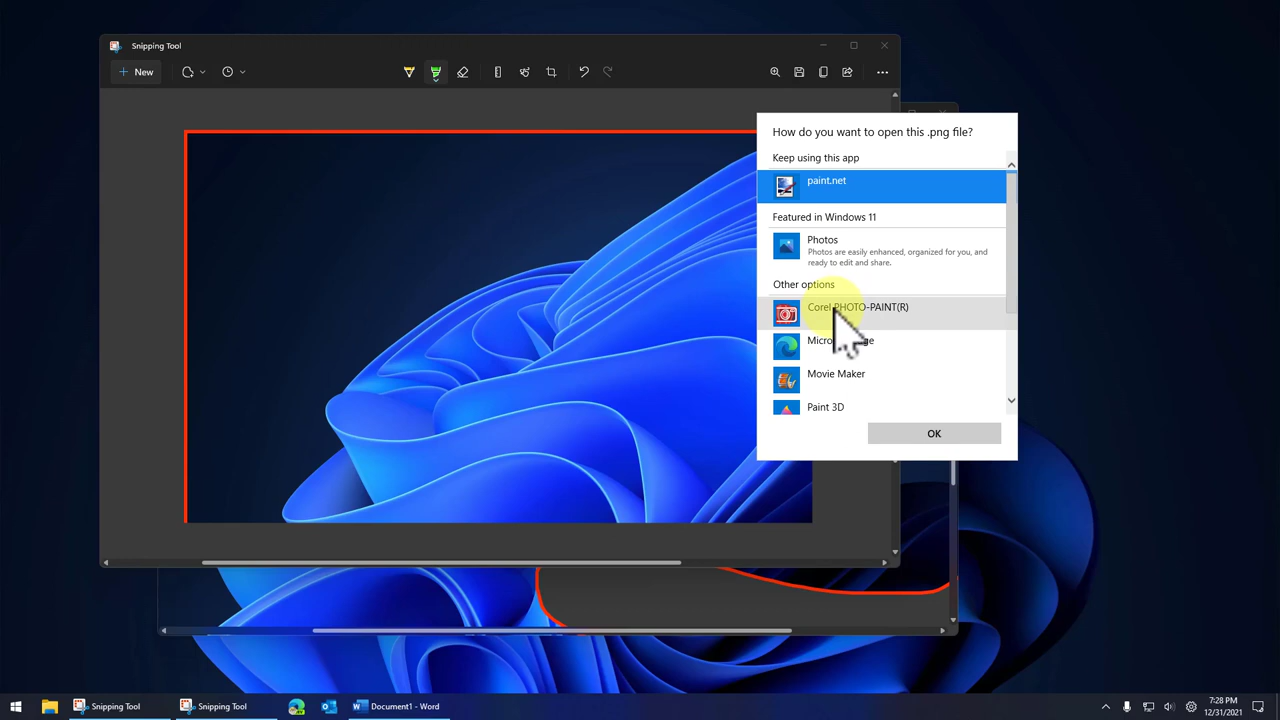 Snipping Tool
New
How do you want to open this .png file?
Keep using this app
paint.net
Featured in Windows 11
Photos
Photos are easily enhanced, organized for you, and
ready to edit and share.
Other options
Corel PHOTO-PAINT(R)
Movie Maker
Paint 3D
OK
Snipping Tool
Snipping Tool
Document1 - Word
7:28 PM
12/31/2021